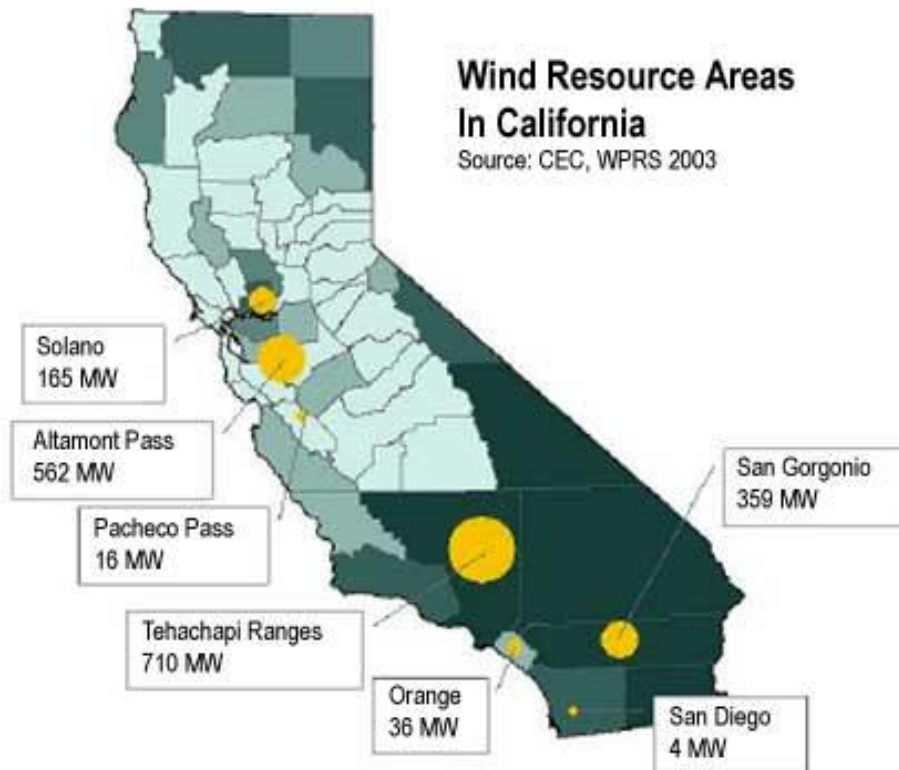 Wind Resource Areas
In California
Source: CEC, WPRS 2003
Solano
165 MW
Altamont Pass
562 MW
Pacheco Pass
16 MW
Tehachapi Ranges
710 MW
Orange
36 MW
San Gorgonio
359 MW
San Diego
4 MW